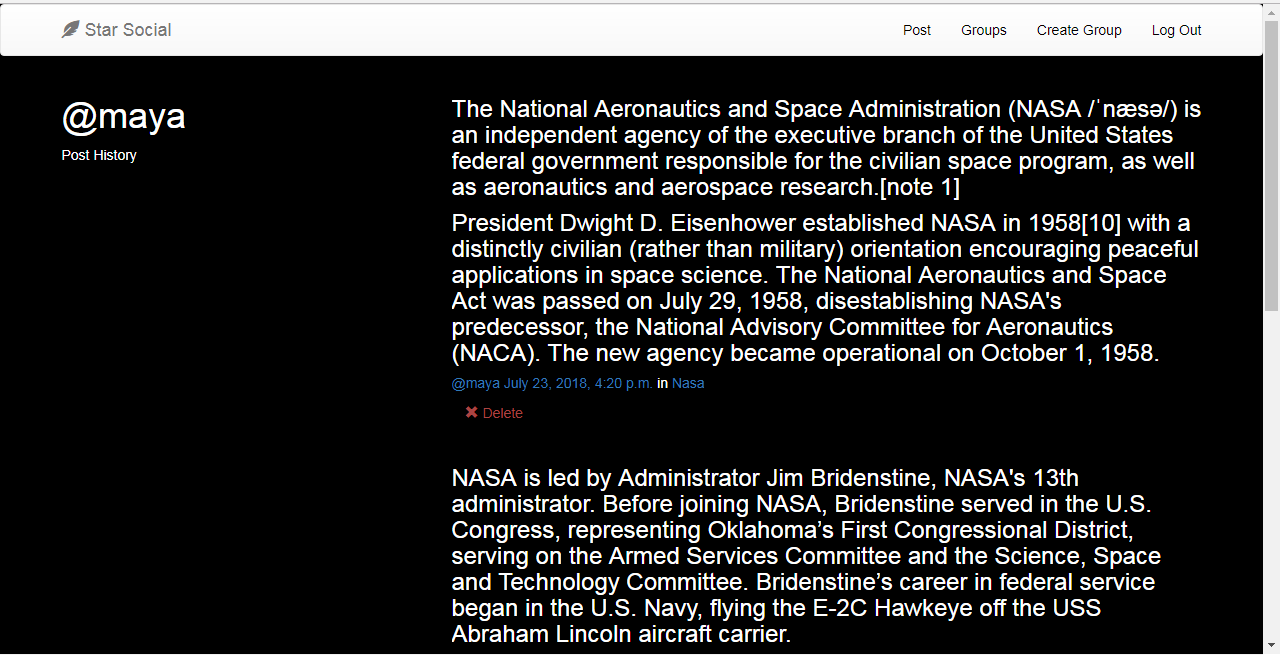 Star Social
Post Groups Create Group Log Out
@maya
Post History
The National Aeronautics and Space Administration (NASA /ˈnæsə/) is
an independent agency of the executive branch of the United States
federal government responsible for the civilian space program, as well
as aeronautics and aerospace research.[note 1]
President Dwight D. Eisenhower established NASA in 1958[10] with a
distinctly civilian (rather than military) orientation encouraging peaceful
applications in space science. The National Aeronautics and Space
Act was passed on July 29, 1958, disestablishing NASA's
predecessor, the National Advisory Committee for Aeronautics
(NACA). The new agency became operational on October 1, 1958.
@maya July 23, 2018, 4:20 p.m. in Nasa
Delete
NASA is led by Administrator Jim Bridenstine, NASA's 13th
administrator. Before joining NASA, Bridenstine served in the U.S.
Congress, representing Oklahoma’s First Congressional District,
serving on the Armed Services Committee and the Science, Space
and Technology Committee. Bridenstine’s career in federal service
began in the U.S. Navy, flying the E-2C Hawkeye off the USS
Abraham Lincoln aircraft carrier.